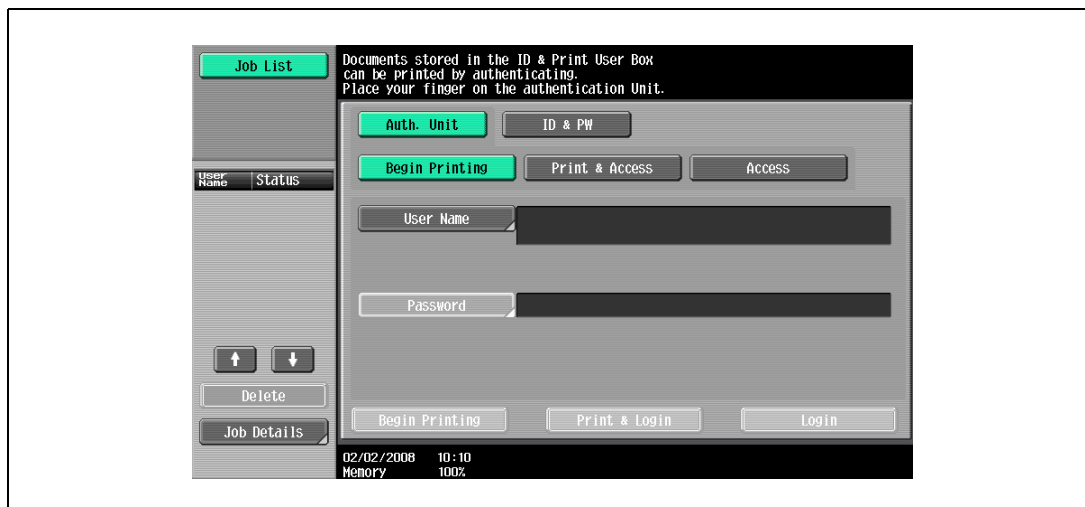 Job List
Documents stored in the ID & Print User Box
can be printed by authenticating.
Place your finger on the authentication Unit.
Auth. Unit
ID & PW
Begin Printing
Print & Access
Access
User Name
Status
User Name
Password
Delete
Job Details
Begin Printing
Print & Login
Login
02/02/2008 10:10
Memory 100%